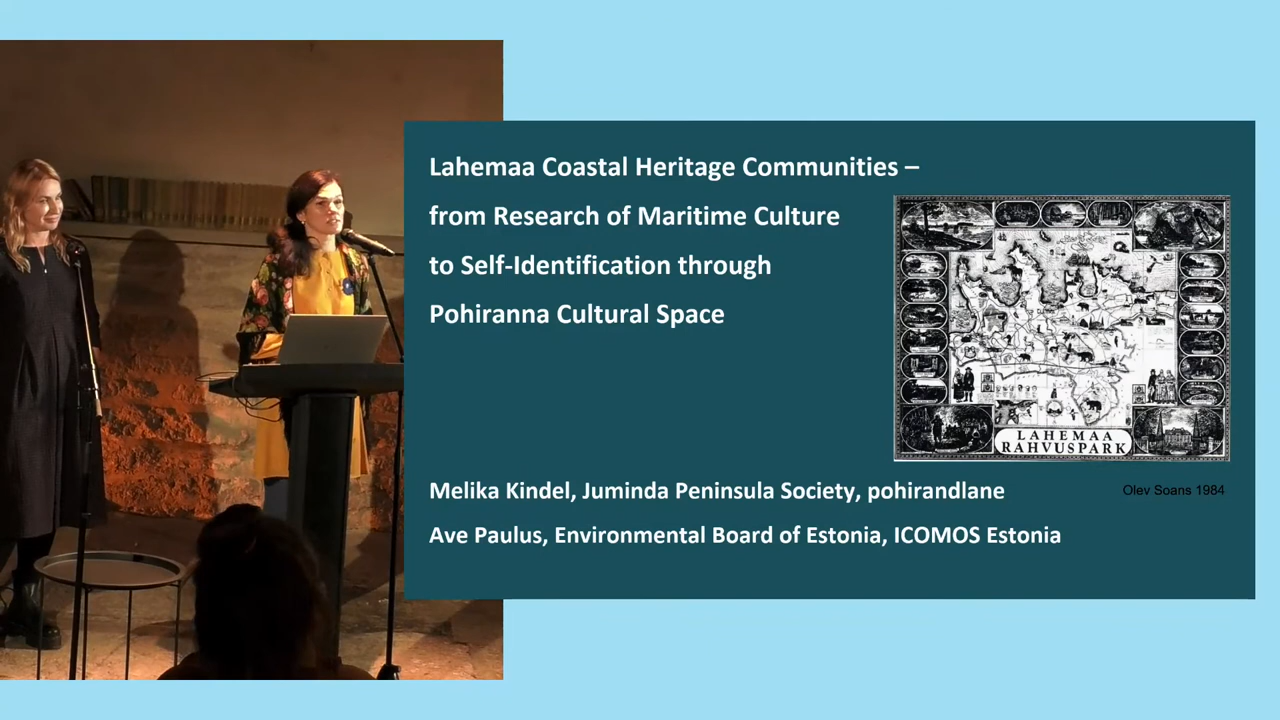 Lahemaa Coastal Heritage Communities –
from Research of Maritime Culture
to Self-Identification through
Pohiranna Cultural Space
LAHEMAA
RAHVUSPARK
Olev Soans 1984
Melika Kindel, Juminda Peninsula Society, pohirandlane
Ave Paulus, Environmental Board of Estonia, ICOMOS Estonia